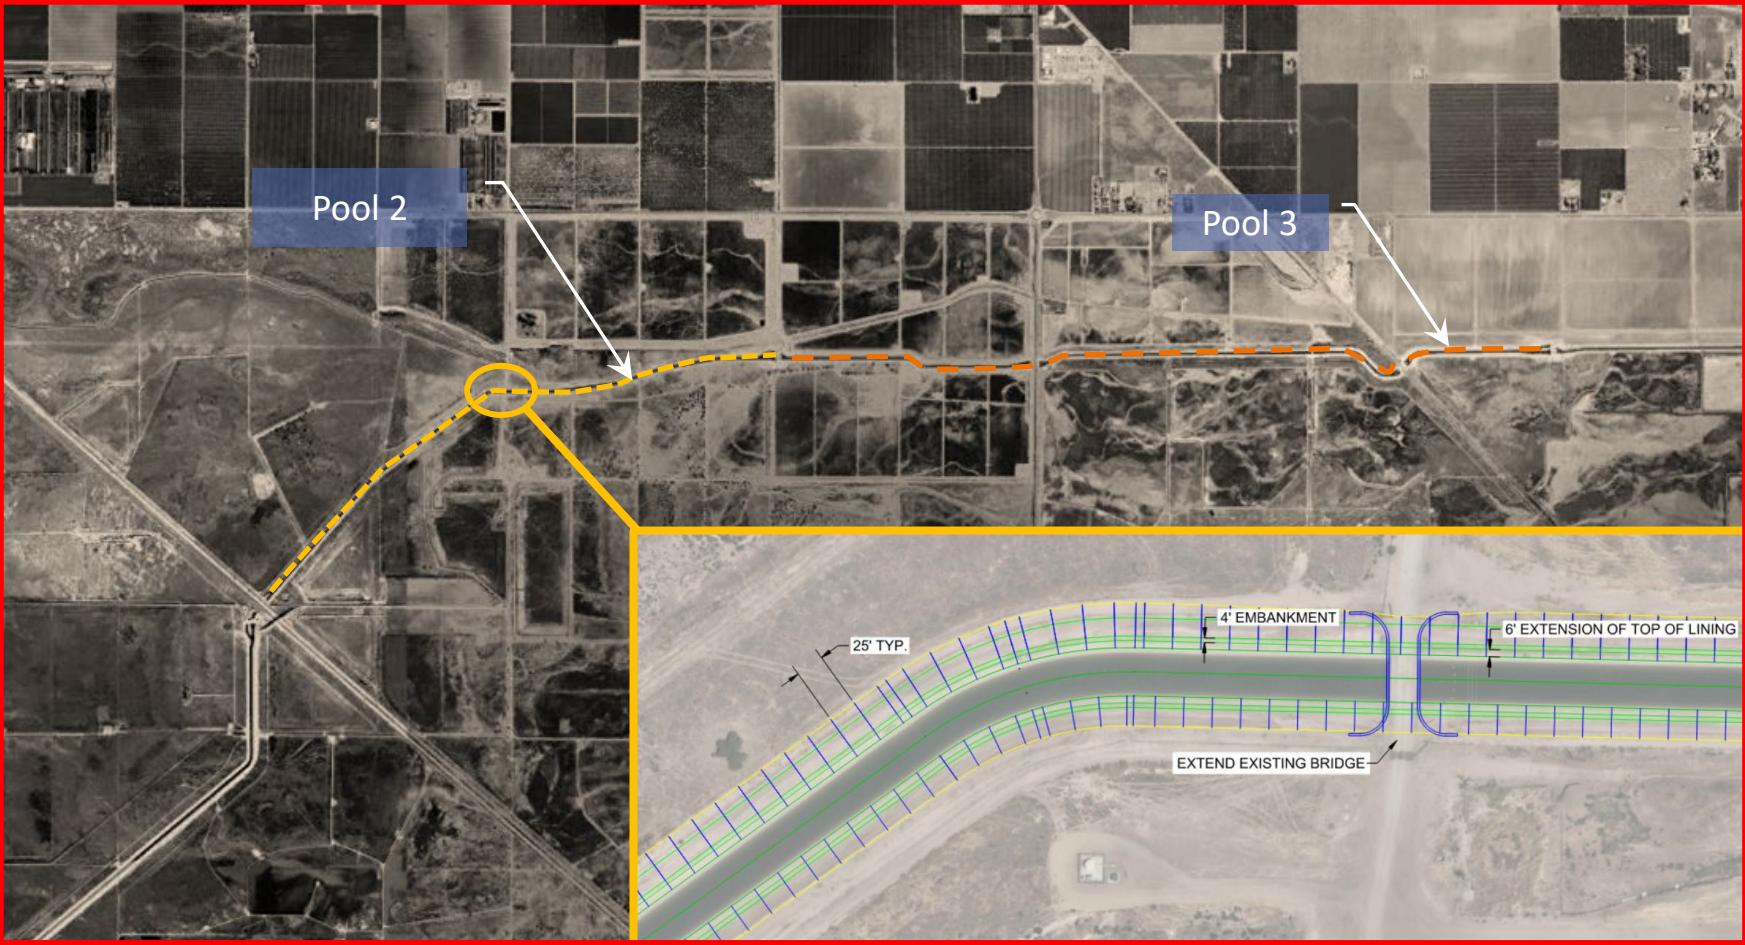 Pool 2
Pool 3
4' EMBANKMENT
6' EXTENSION OF TOP OF LINING
25' TYP.
EXTEND EXISTING BRIDGE